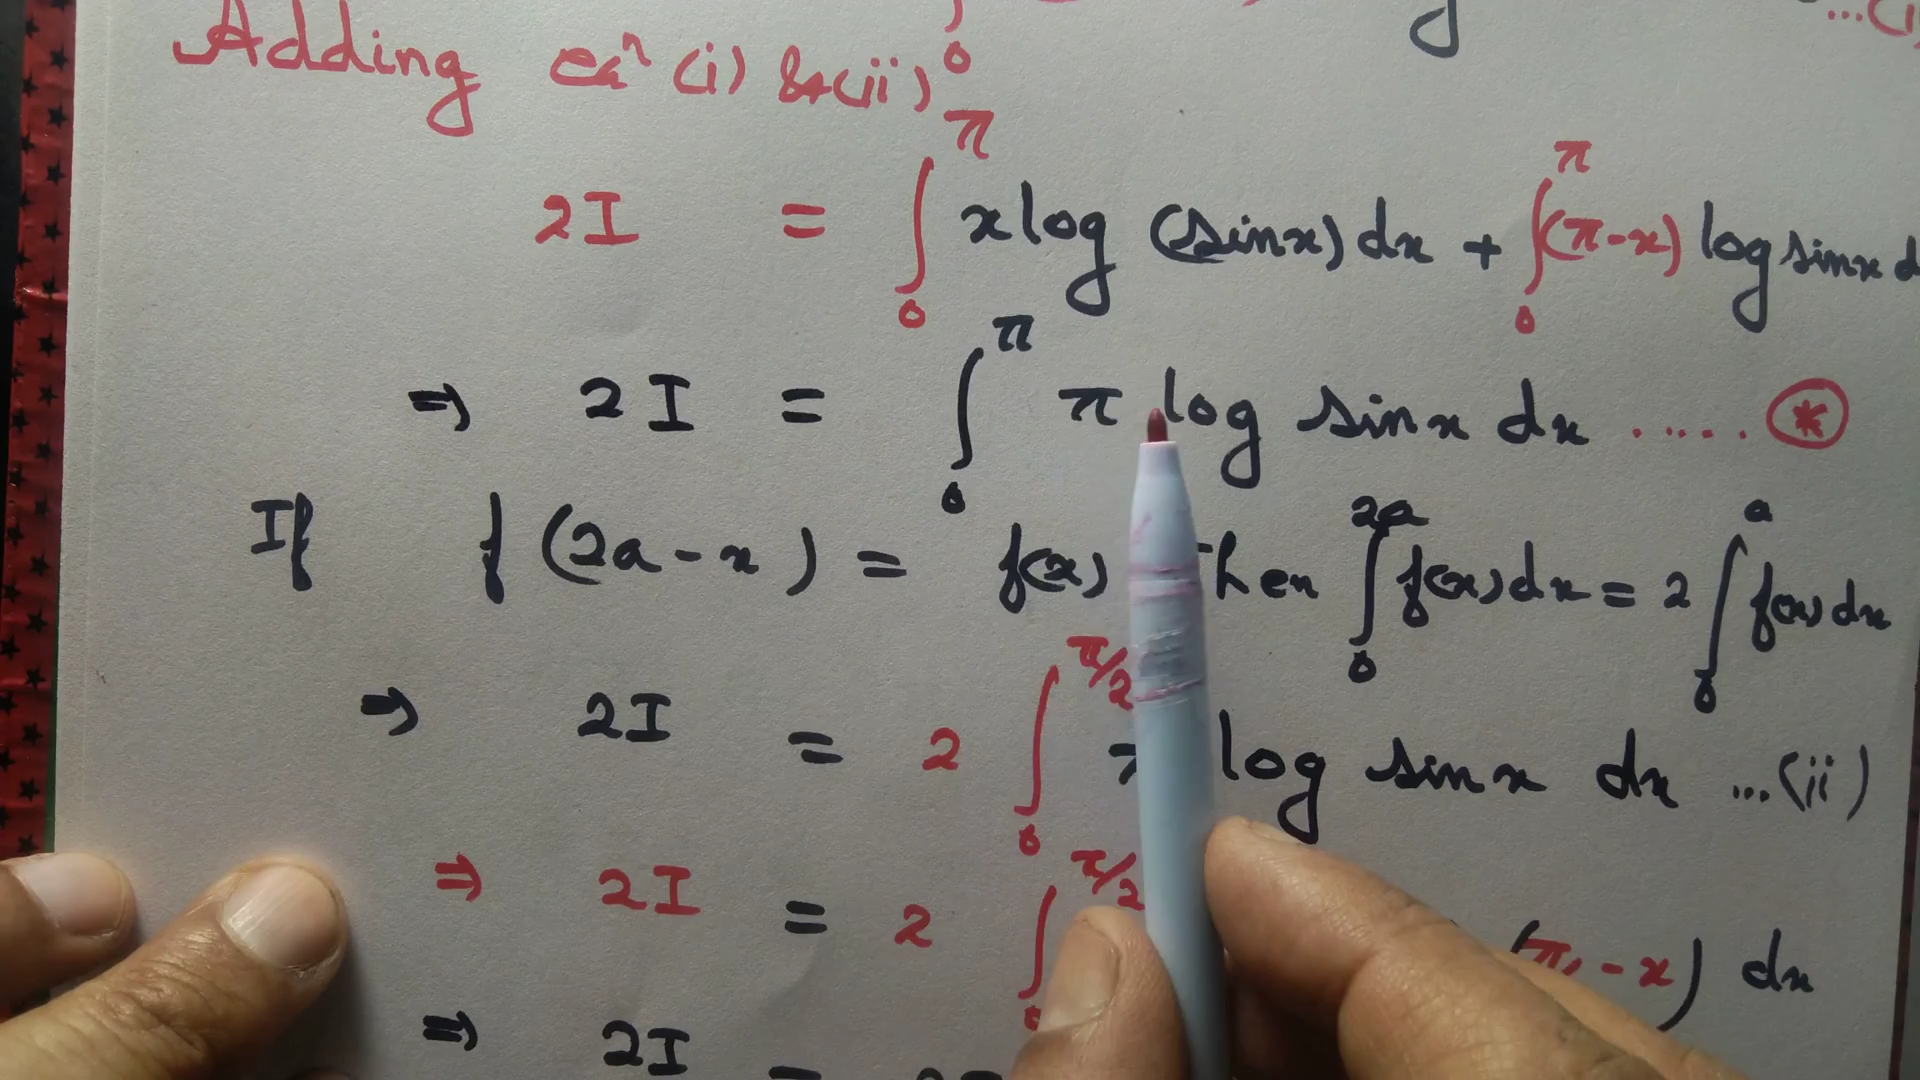 Adding eqⁿ (i) & (ii)
2I = ∫₀^π x log (sinx) dx + ∫₀^π (π-x) log sinx d
⇒ 2I = ∫₀^π π log sinx dx ..... ⊛
If f(2a-x) = f(x) Then ∫₀^2a f(x) dx = 2 ∫₀^a f(x) dx
⇒ 2I = 2 ∫₀^π/2 π log sinx dx ...(ii)
⇒ 2I = 2 ∫₀^π/2 - x) dx
⇒ 2I =